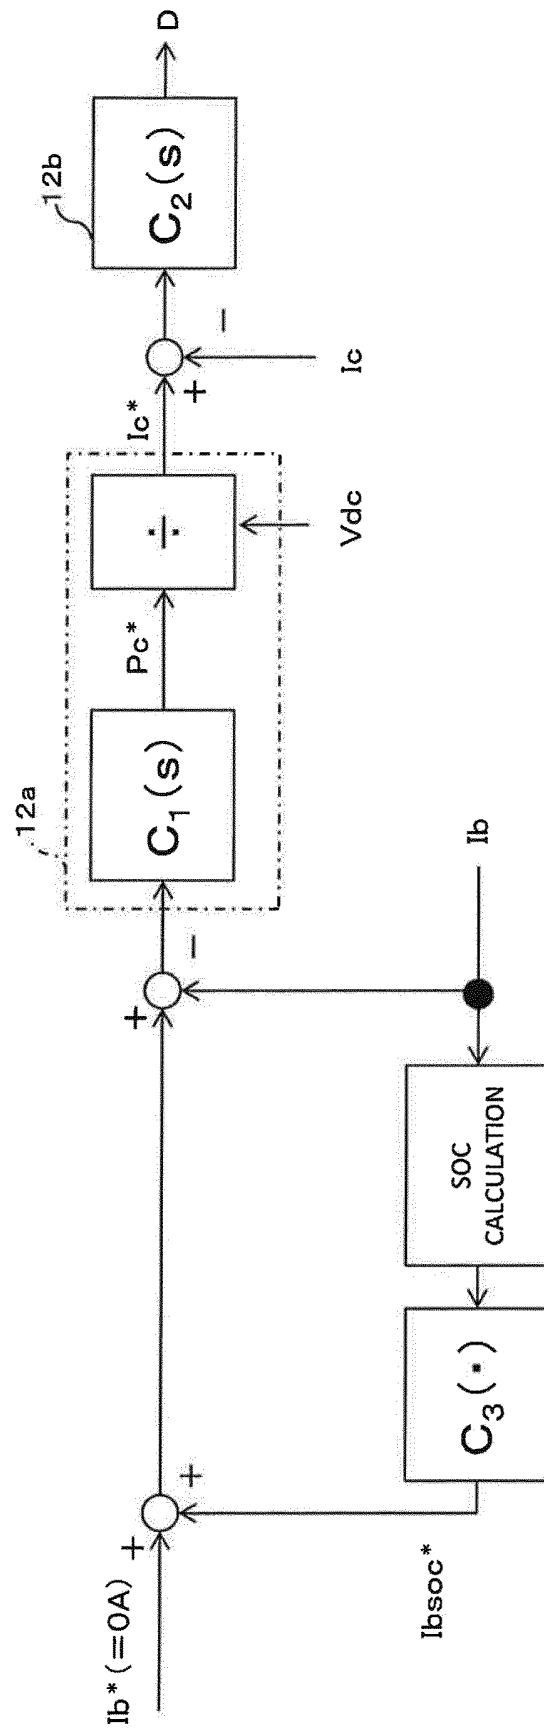 Ib*(=0A)
+
+
+
−
12a
C₁(s)
Pc*
÷
Vdc
Ic*
+
−
Ic
12b
C₂(s)
D
Ibsoc*
C₃(・)
SOC
CALCULATION
Ib